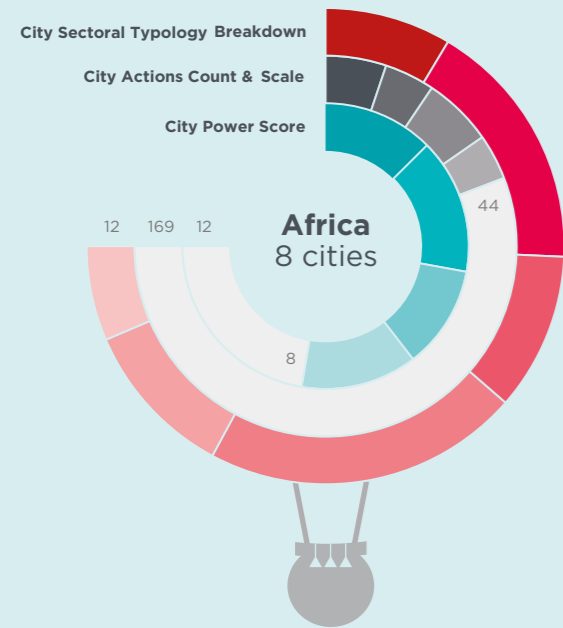 City Sectoral Typology Breakdown
City Actions Count & Scale
City Power Score
44
12 169 12
Africa
8 cities
8